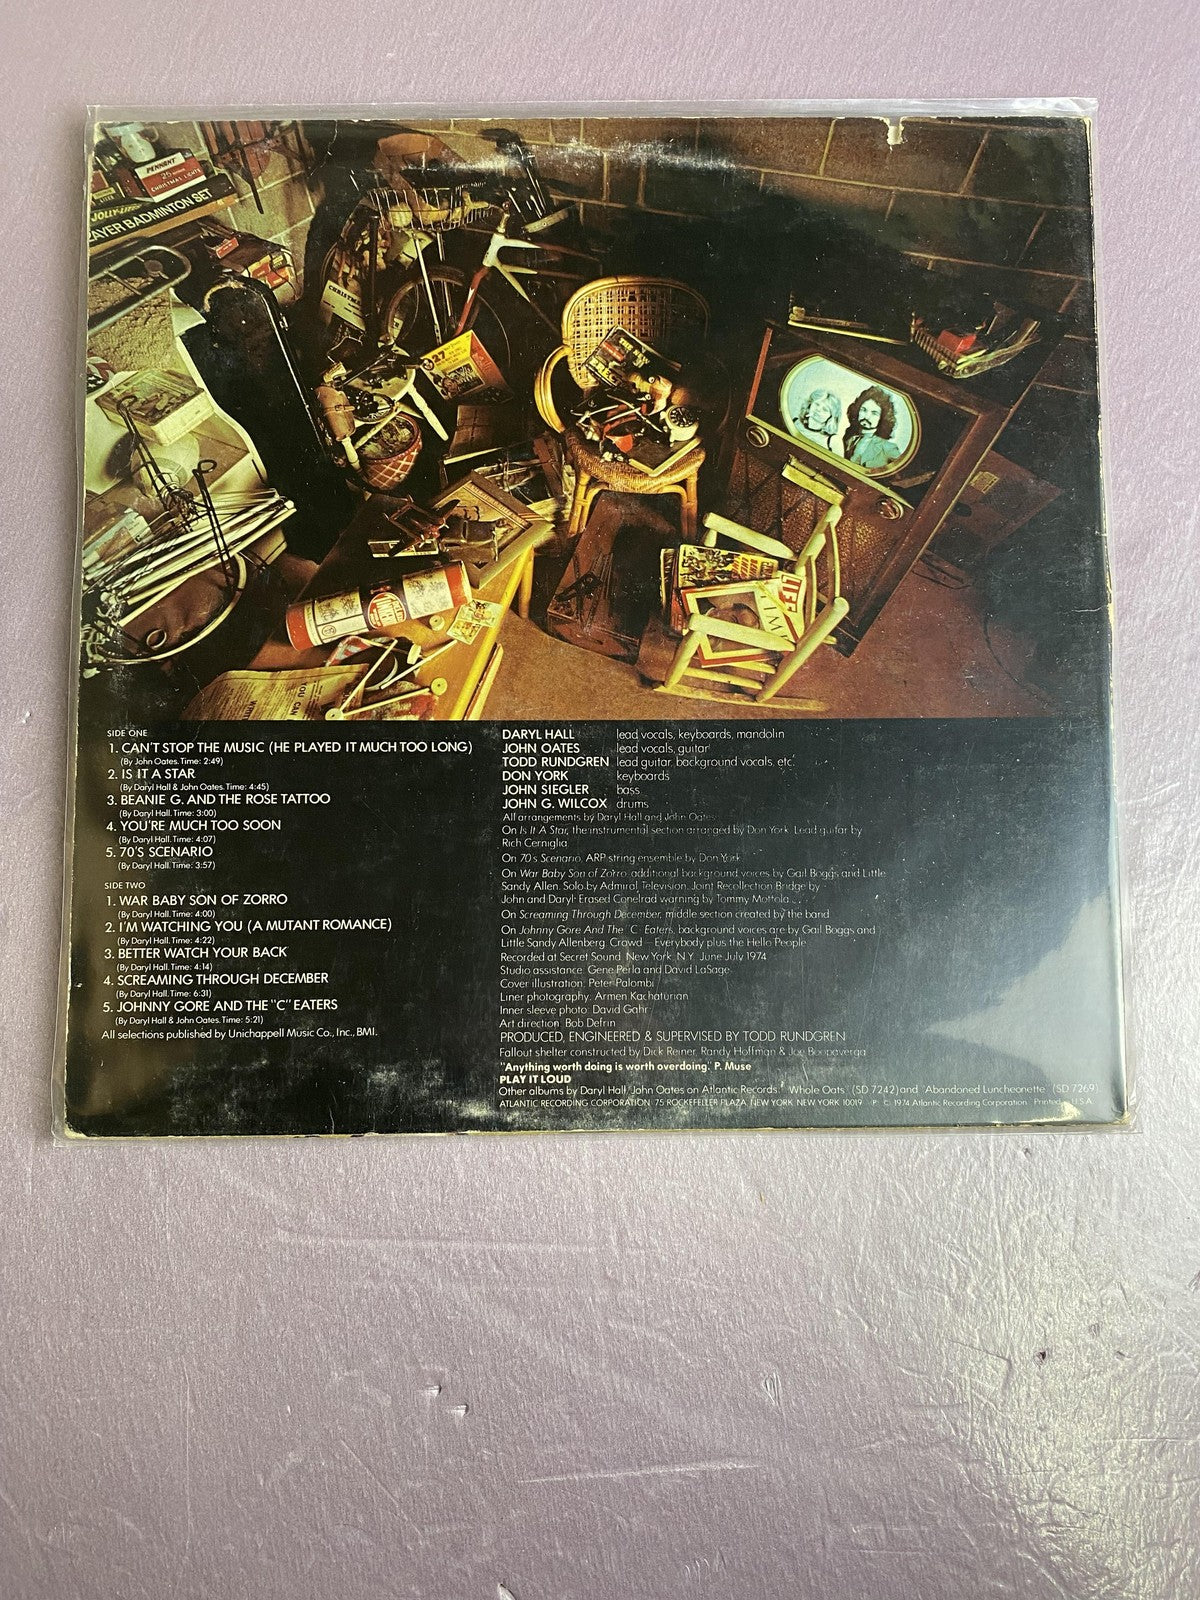 PENNANT
25
CHRISTMAS LIGHTS
JOLLY-
AYER BADMINTON SET
CHRISTMA
27
SIDE ONE
1. CAN'T STOP THE MUSIC (HE PLAYED IT MUCH TOO LONG)
(By John Oates. Time: 2:49)
2. IS IT A STAR
(By Daryl Hall & John Oates. Time: 4:45)
3. BEANIE G. AND THE ROSE TATTOO
(By Daryl Hall. Time: 3:00)
4. YOU'RE MUCH TOO SOON
(By Daryl Hall. Time: 4:07)
5. 70'S SCENARIO
(By Daryl Hall. Time: 3:57)
SIDE TWO
1. WAR BABY SON OF ZORRO
(By Daryl Hall. Time: 4:00)
2. I'M WATCHING YOU (A MUTANT ROMANCE)
(By Daryl Hall. Time: 4:22)
3. BETTER WATCH YOUR BACK
(By Daryl Hall. Time: 4:14)
4. SCREAMING THROUGH DECEMBER
(By Daryl Hall. Time: 6:31)
5. JOHNNY GORE AND THE "C" EATERS
(By Daryl Hall & John Oates. Time: 5:21)
All selections published by Unichappell Music Co., Inc., BMI.
DARYL HALL lead vocals, keyboards, mandolin
JOHN OATES lead vocals, guitar
TODD RUNDGREN lead guitar, background vocals, etc.
DON YORK keyboards
JOHN SIEGLER bass
JOHN G. WILCOX drums
All arrangements by Daryl Hall and John Oates
On Is It A Star, the instrumental section arranged by Don York. Lead guitar by
Rich Cerniglia
On 70's Scenario, ARP string ensemble by Don York
On War Baby Son of Zorro, additional background voices by Gail Boggs and Little
Sandy Allen. Solo by Admiral Television. Joint Recollection Bridge by
John and Daryl. Erased Conelrad warning by Tommy Mottola
On Screaming Through December, middle section created by the band
On Johnny Gore And The "C" Eaters, background voices are by Gail Boggs and
Little Sandy Allenberg. Crowd—Everybody plus the Hello People
Recorded at Secret Sound, New York, N.Y. June July 1974
Studio assistance: Gene Perla and David LeSage
Cover illustration: Peter Palombi
Liner photography: Armen Kachaturian
Inner sleeve photo: David Gahr
Art direction: Bob Defrin
PRODUCED, ENGINEERED & SUPERVISED BY TODD RUNDGREN
Fallout shelter constructed by Dick Reiner, Randy Hoffman & Joe
"Anything worth doing is worth overdoing." P. Muse
PLAY IT LOUD
Other albums by Daryl Hall/John Oates on Atlantic Records: "Whole Oats" (SD 7242) and "Abandoned Luncheonette" (SD 7269)
ATLANTIC RECORDING CORPORATION, 75 ROCKEFELLER PLAZA, NEW YORK, NEW YORK 10019 P. C. 1974 Atlantic Recording Corporation Printed U.S.A.